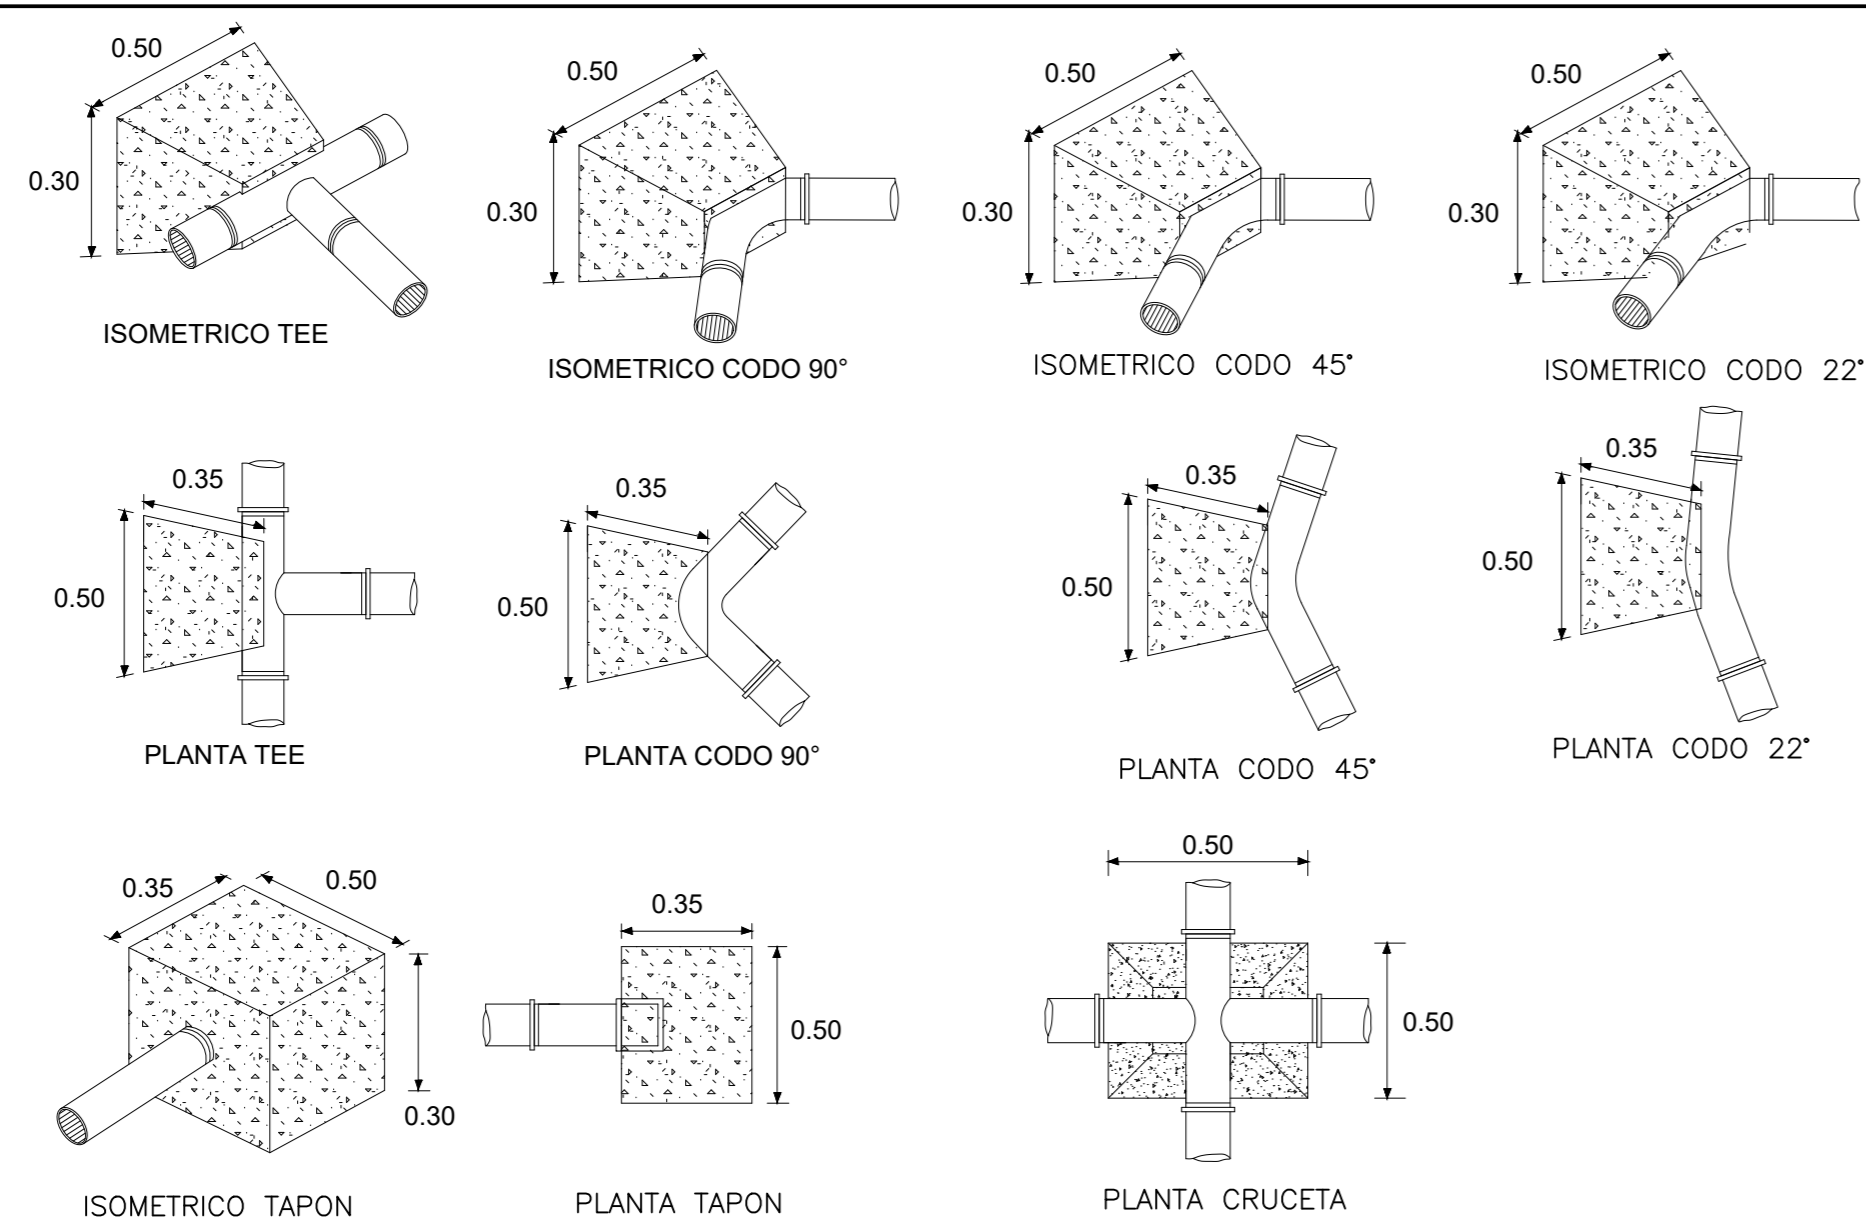 0.50
0.30
ISOMETRICO TEE
0.50
0.30
ISOMETRICO CODO 90°
0.50
0.30
ISOMETRICO CODO 45°
0.50
0.30
ISOMETRICO CODO 22°
0.35
0.50
PLANTA TEE
0.35
0.50
PLANTA CODO 90°
0.35
0.50
PLANTA CODO 45°
0.35
0.50
PLANTA CODO 22°
0.35
0.50
0.30
ISOMETRICO TAPON
0.35
0.50
PLANTA TAPON
0.50
0.50
PLANTA CRUCETA